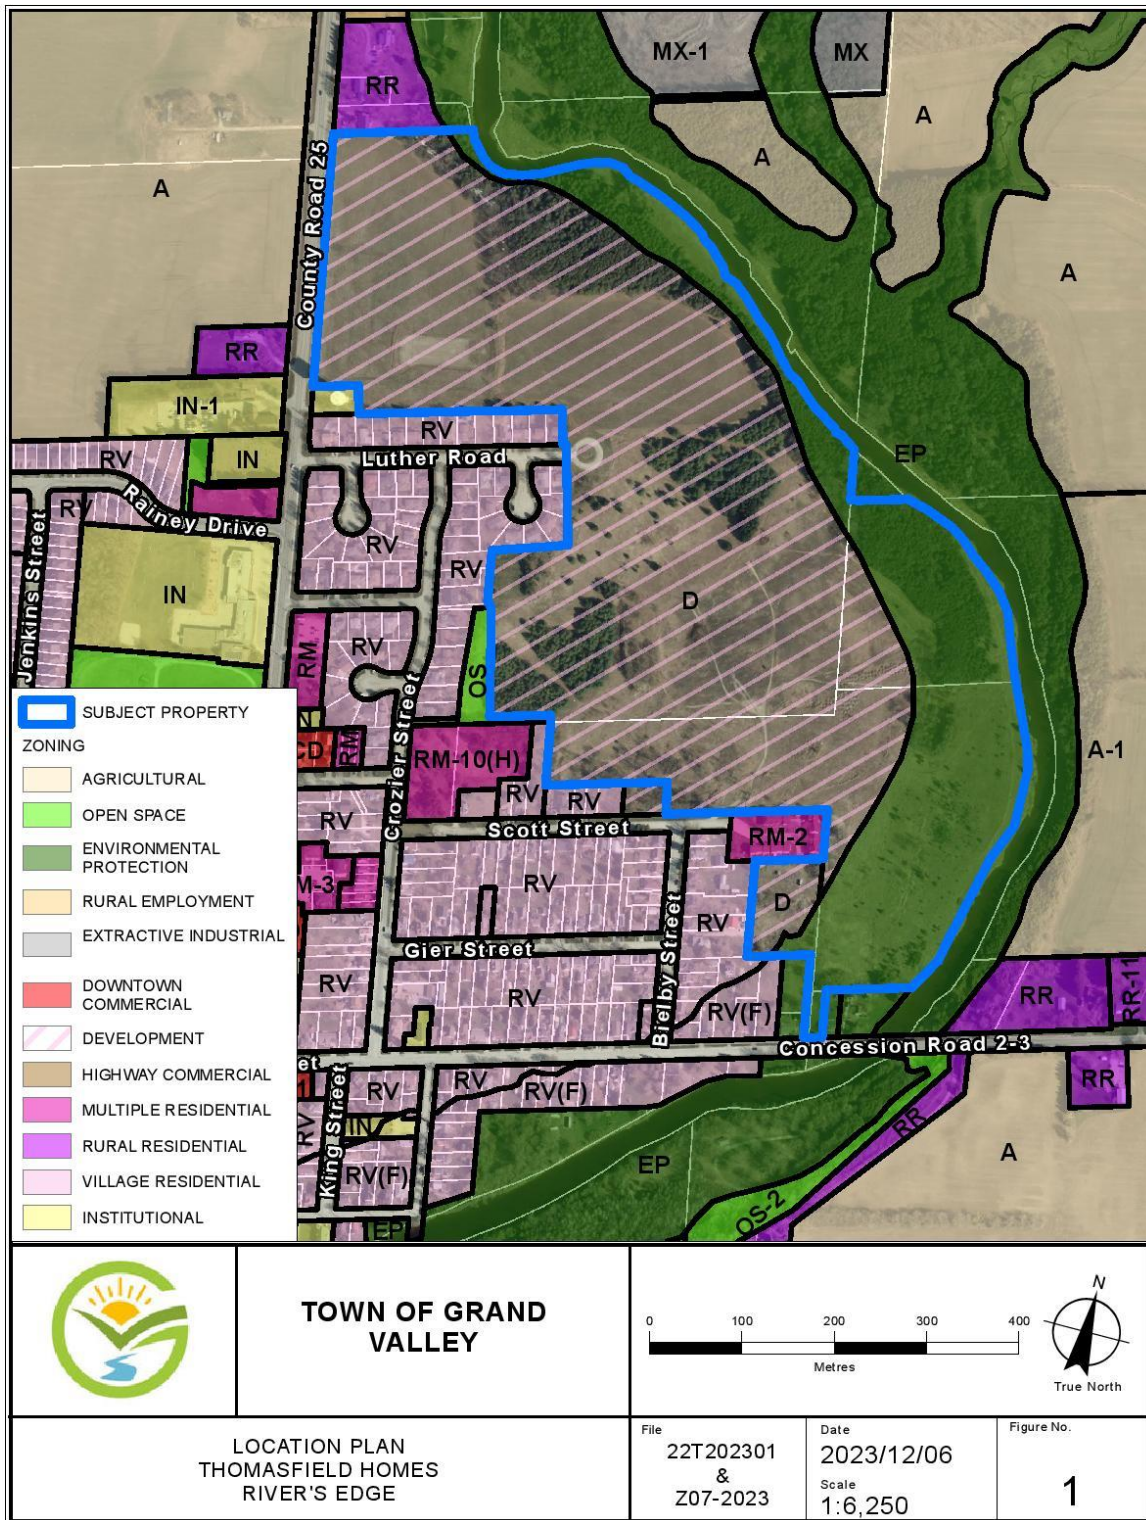 MX-1
MX
RR
A
A
A
County Road 25
A
RR
IN-1
RV
Luther Road
RV
IN
EP
RV
Rainey Drive
RV
RV
IN
Jenkins Street
D
RV
RM
OS
SUBJECT PROPERTY
ZONING
AGRICULTURAL
OPEN SPACE
ENVIRONMENTAL
PROTECTION
RURAL EMPLOYMENT
EXTRACTIVE INDUSTRIAL
DOWNTOWN
COMMERCIAL
DEVELOPMENT
HIGHWAY COMMERCIAL
MULTIPLE RESIDENTIAL
RURAL RESIDENTIAL
VILLAGE RESIDENTIAL
INSTITUTIONAL
N
CD
RM
Crozier Street
RM-10(H)
A-1
RV
RV
RV
Scott Street
RM-2
M-3
RV
D
RV
Bielby Street
Gier Street
RV
RV
RV(F)
RR
RR-11
Concession Road 2-3
et
1
RV
RV
RV(F)
RR
RV
King Street
IN
RR
A
RV(F)
EP
OS-2
EP
TOWN OF GRAND
VALLEY
0 100 200 300 400
Metres
N
True North
LOCATION PLAN
THOMASFIELD HOMES
RIVER'S EDGE
File
22T202301
&
Z07-2023
Date
2023/12/06
Scale
1:6,250
Figure No.
1